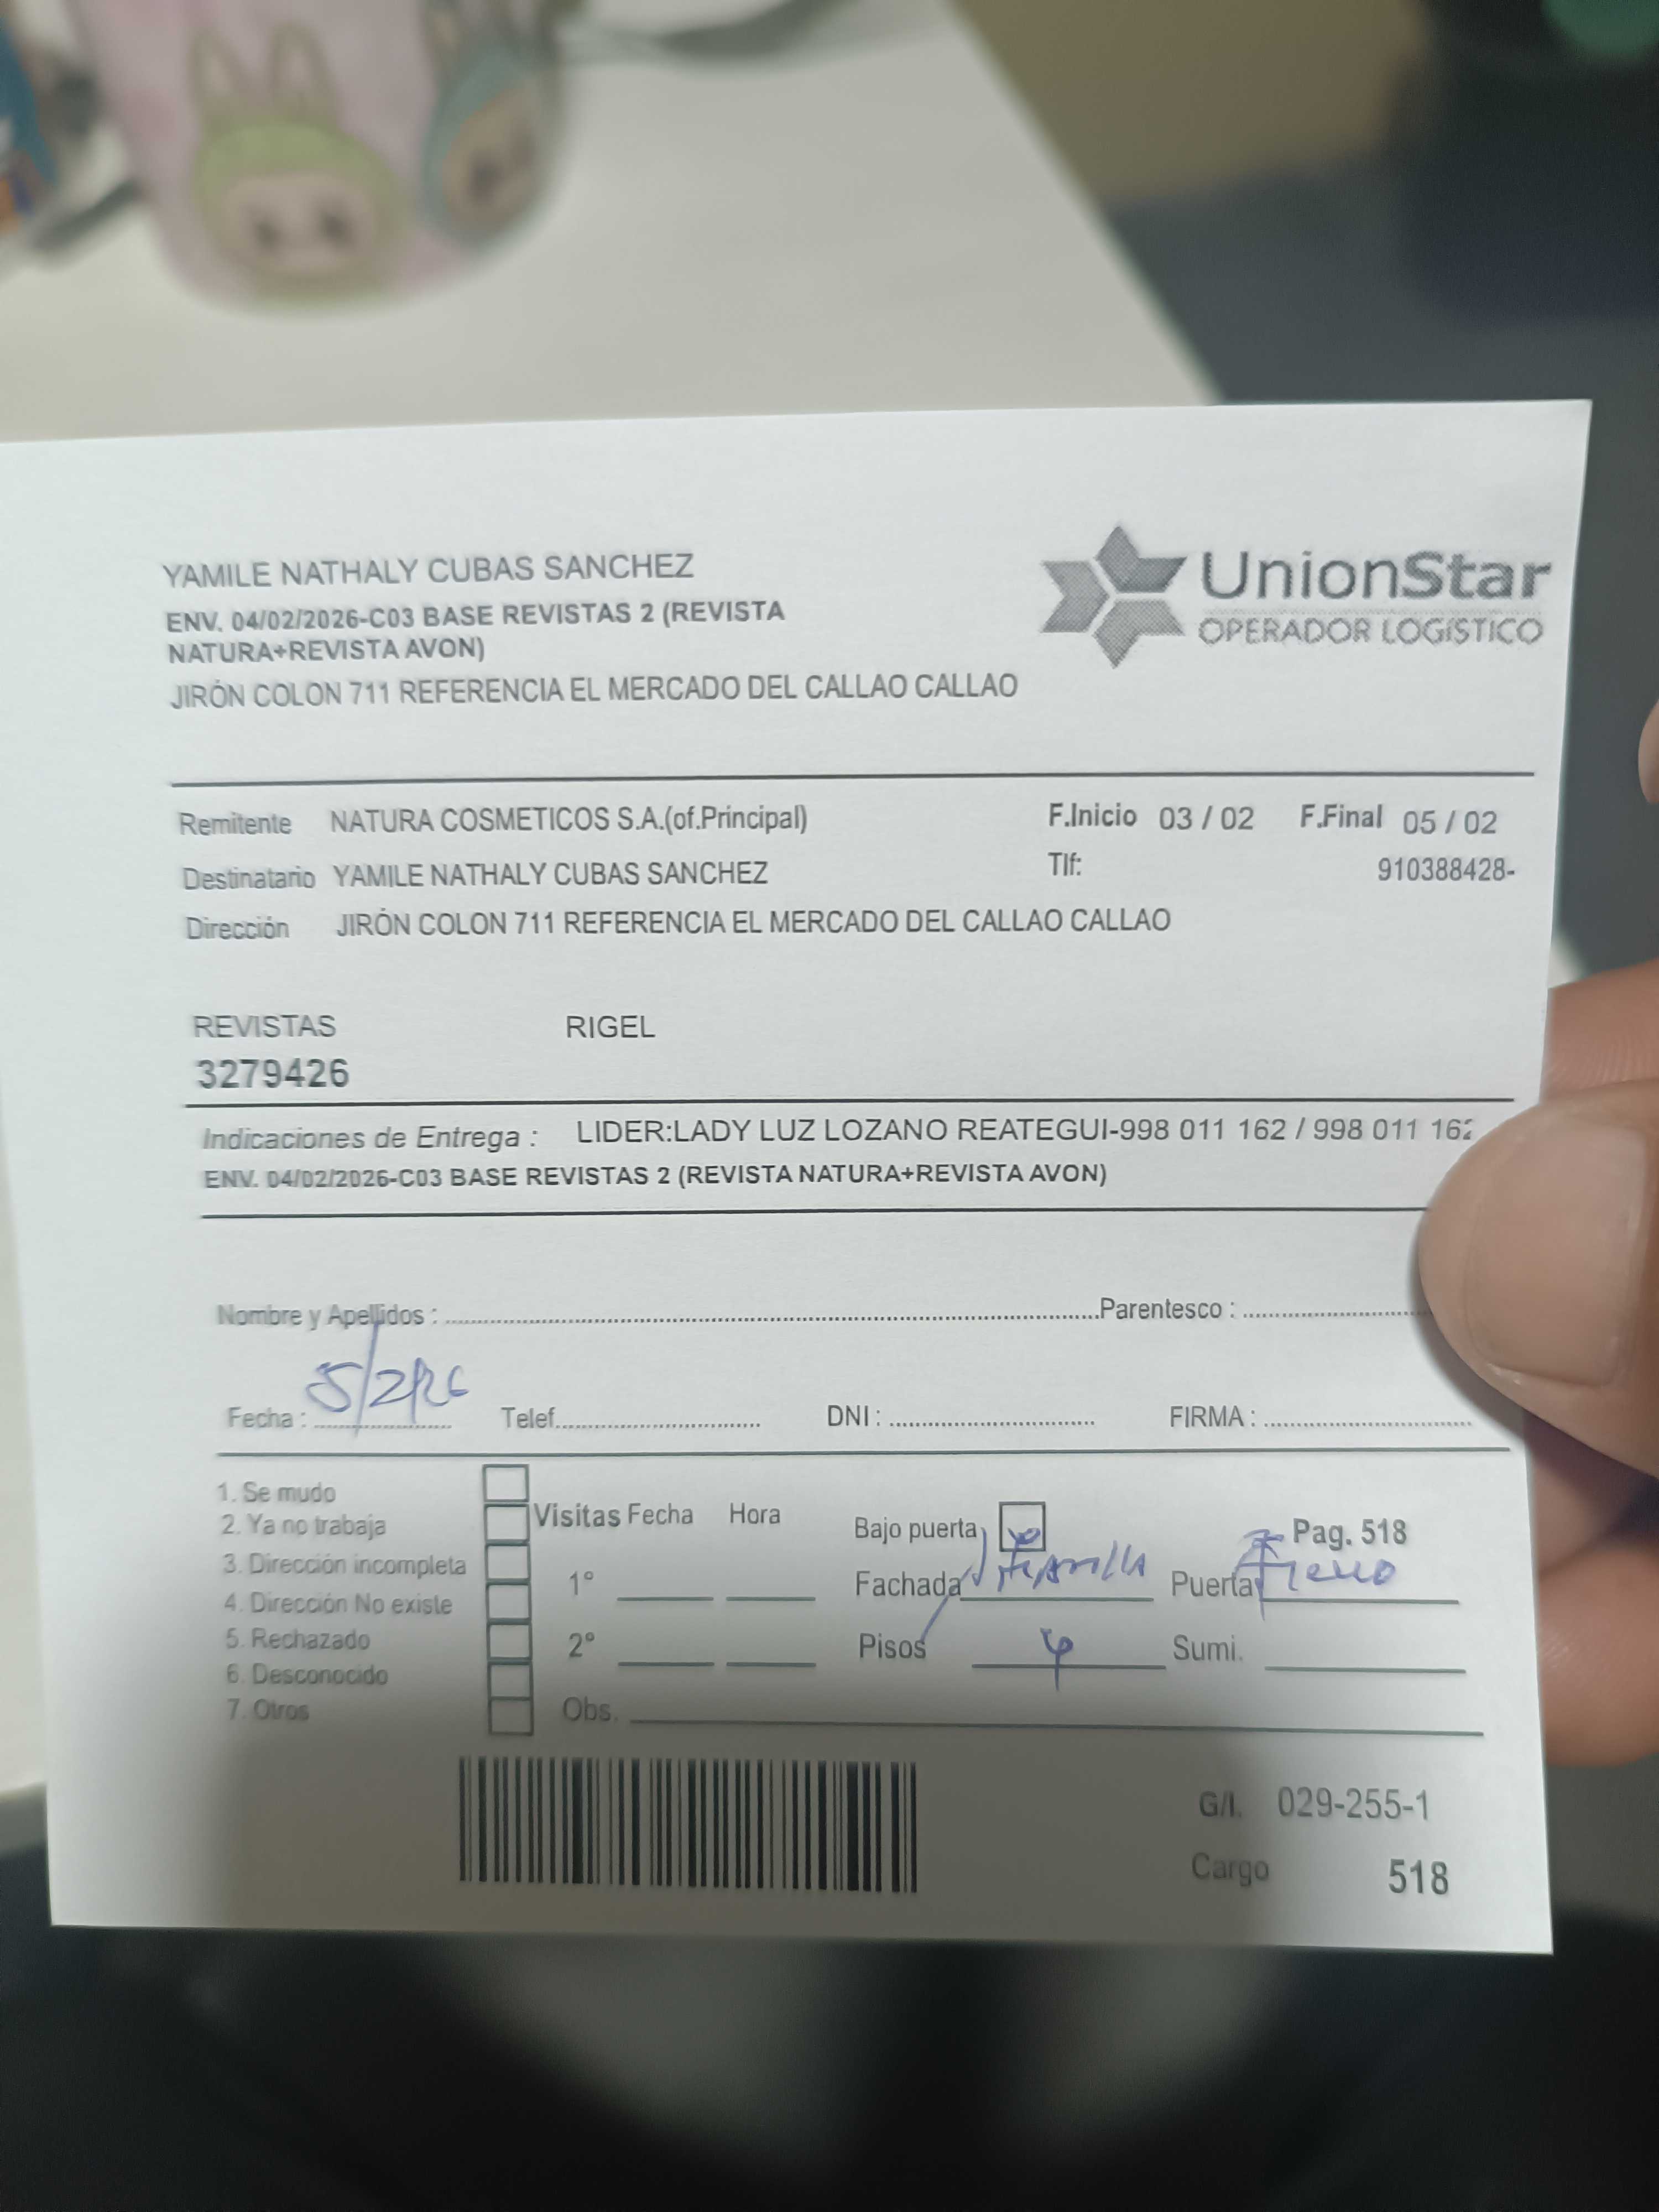 YAMILE NATHALY CUBAS SANCHEZ
ENV. 04/02/2026-C03 BASE REVISTAS 2 (REVISTA
NATURA+REVISTA AVON)
JIRÓN COLON 711 REFERENCIA EL MERCADO DEL CALLAO CALLAO
UnionStar
OPERADOR LOGÍSTICO
Remitente NATURA COSMETICOS S.A.(of.Principal) F.Inicio 03 / 02 F.Final 05 / 02
Destinatario YAMILE NATHALY CUBAS SANCHEZ Tlf: 910388428-
Dirección JIRÓN COLON 711 REFERENCIA EL MERCADO DEL CALLAO CALLAO
REVISTAS RIGEL
3279426
Indicaciones de Entrega : LIDER:LADY LUZ LOZANO REATEGUI-998 011 162 / 998 011 162
ENV. 04/02/2026-C03 BASE REVISTAS 2 (REVISTA NATURA+REVISTA AVON)
Nombre y Apellidos : Parentesco :
Fecha : 5/2/26 Telef. DNI : FIRMA :
1. Se mudo
2. Ya no trabaja
3. Dirección incompleta
4. Dirección No existe
5. Rechazado
6. Desconocido
7. Otros
Visitas Fecha Hora
1°
2°
Obs.
Bajo puerta Pag. 518
Fachada Puerta Fierro
Pisos 4 Sumi.
G/I. 029-255-1
Cargo 518